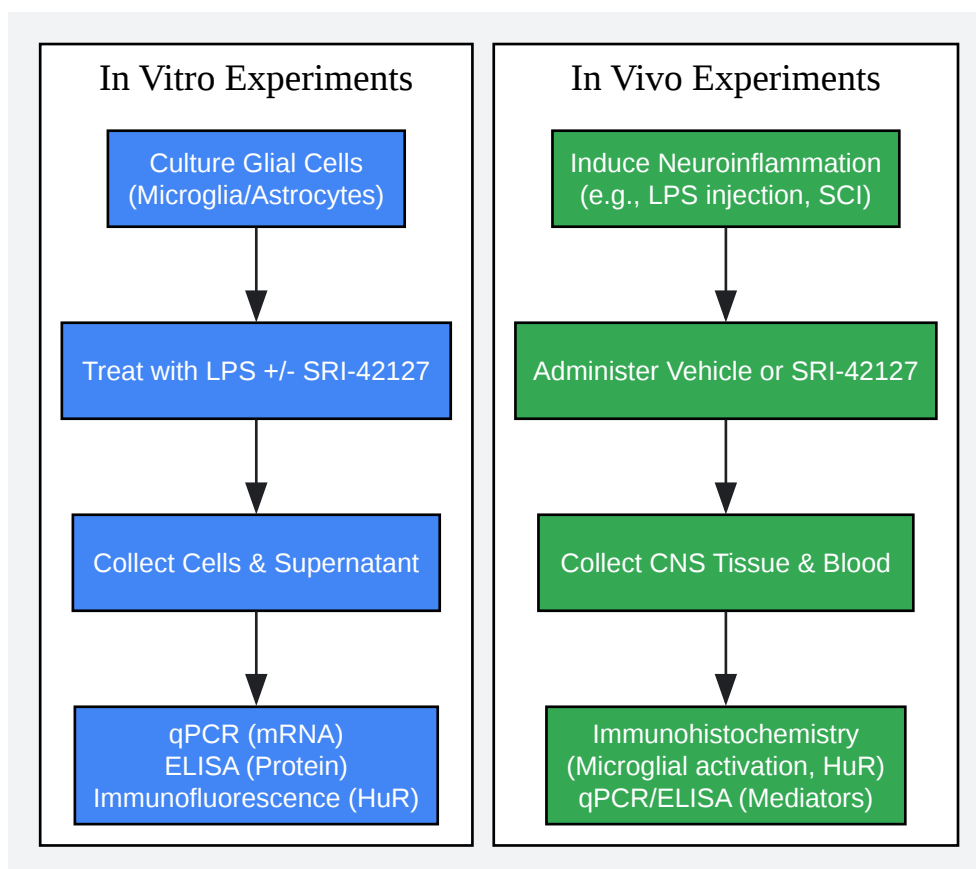 In Vitro Experiments
Culture Glial Cells
(Microglia/Astrocytes)
Treat with LPS +/- SRI-42127
Collect Cells & Supernatant
qPCR (mRNA)
ELISA (Protein)
Immunofluorescence (HuR)
In Vivo Experiments
Induce Neuroinflammation
(e.g., LPS injection, SCI)
Administer Vehicle or SRI-42127
Collect CNS Tissue & Blood
Immunohistochemistry
(Microglial activation, HuR)
qPCR/ELISA (Mediators)